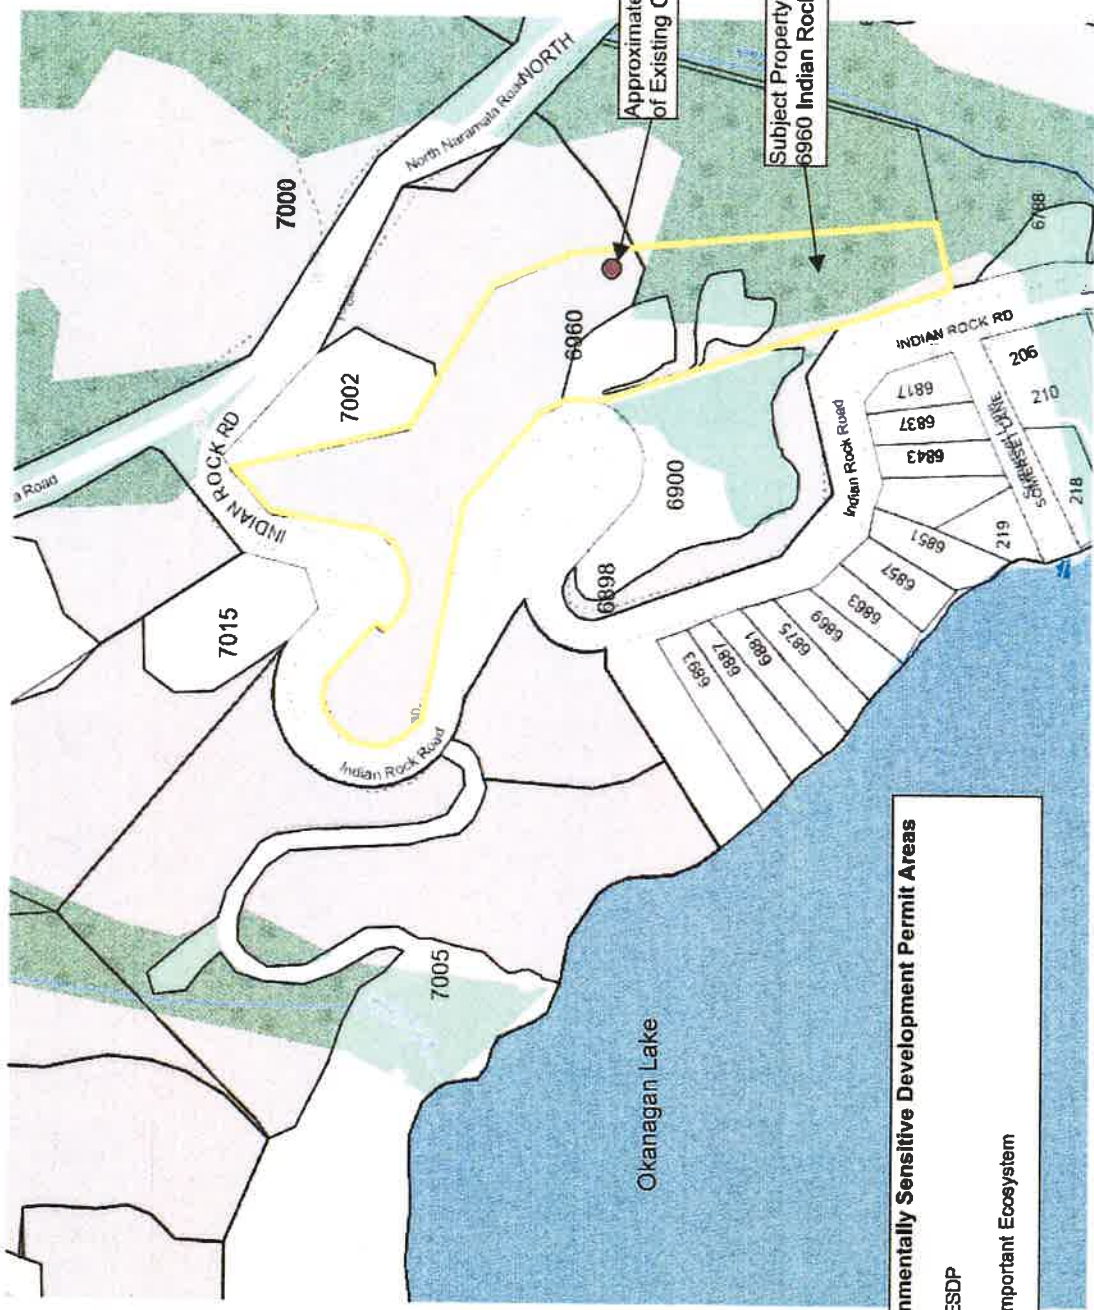 Approximate
of Existing
Subject Property
6960 Indian Rock
North Naramata Road
NORTH
7000
7002
6960
INDIAN ROCK RD
a Road
INDIAN ROCK RD
7015
Indian Rock Road
6900
6898
Indian Rock Road
INDIAN ROCK RD
6788
6817
6837
6843
206
210
SOMERSET LANE
218
219
6851
6857
6863
6869
6875
6881
6887
6893
7005
Okanagan Lake
nmentally Sensitive Development Permit Areas
ESDP
mportant Ecosystem